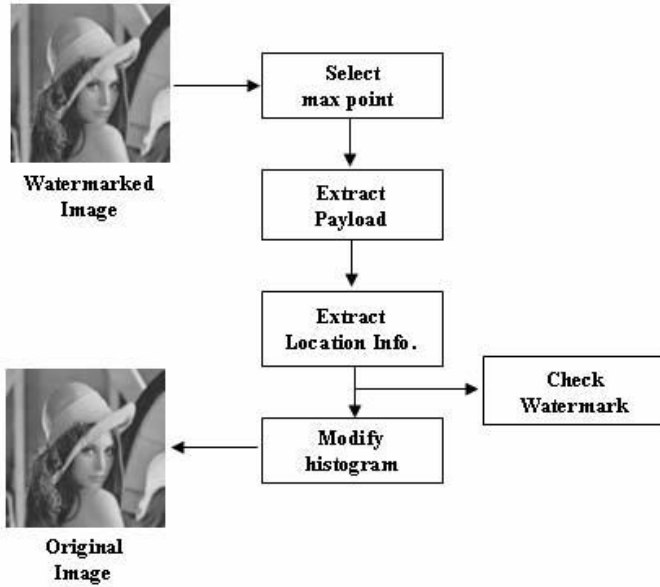 Select
max point
Watermarked
Image
Extract
Payload
Extract
Location Info.
Check
Watermark
Modify
histogram
Original
Image